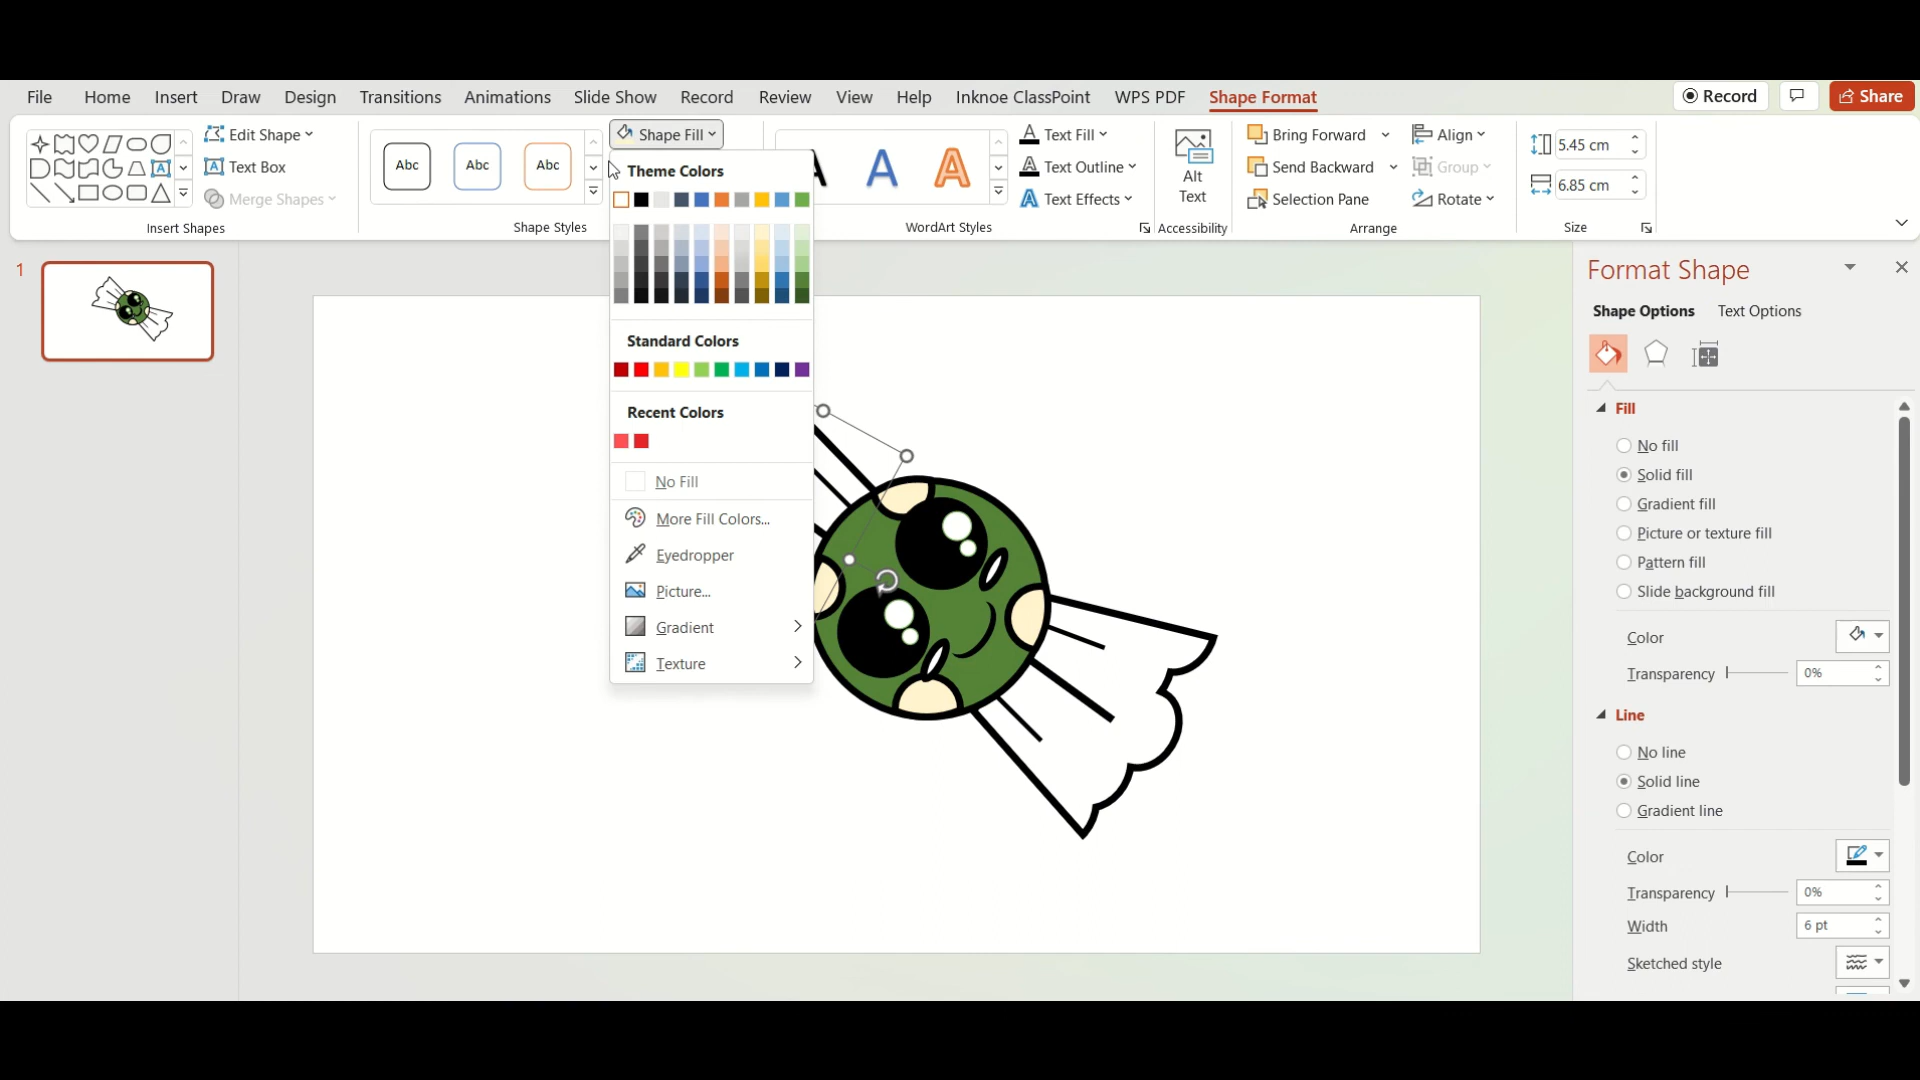 File Home Insert Draw Design Transitions Animations Slide Show Record Review View Help Inknoe ClassPoint WPS PDF Shape Format Record Share
Edit Shape Shape Fill Text Fill Bring Forward Align 5.45 cm
Text Box Abc Abc Abc A A Text Outline Alt Text Send Backward Group
Merge Shapes Text Effects Selection Pane Rotate 6.85 cm
Insert Shapes Shape Styles WordArt Styles Accessibility Arrange Size
Theme Colors
Standard Colors
Recent Colors
No Fill
More Fill Colors...
Eyedropper
Picture...
Gradient
Texture
1
Format Shape
Shape Options Text Options
Fill
No fill
Solid fill
Gradient fill
Picture or texture fill
Pattern fill
Slide background fill
Color
Transparency 0%
Line
No line
Solid line
Gradient line
Color
Transparency 0%
Width 6 pt
Sketched style